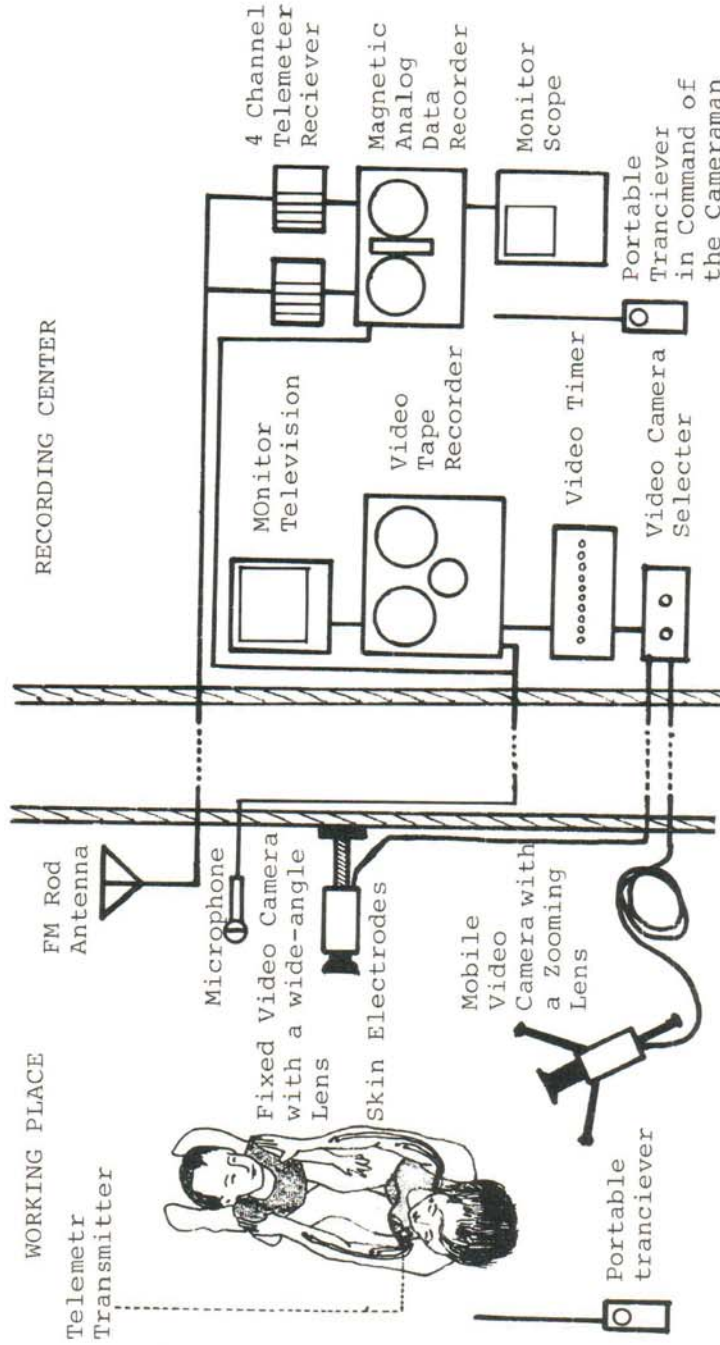 WORKING PLACE
RECORDING CENTER
Telemetr
Transmitter
FM Rod
Antenna
Microphone
Fixed Video Camera
with a wide-angle
Lens
Skin Electrodes
Mobile
Video
Camera with
a Zooming
Lens
Portable
tranciever
MOnitor
Television
Video
Tape
Recorder
Video Timer
Video Camera
Selecter
4 Channel
Telemeter
Reciever
Magnetic
Analog
Data
Recorder
Monitor
Scope
Portable
Tranciever
in Command of
the Cameraman